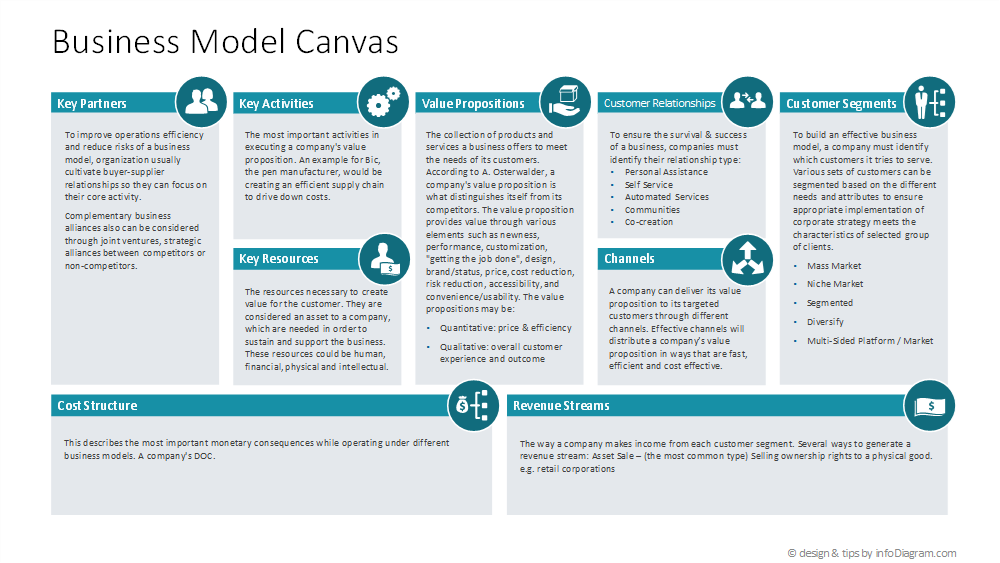 Business Model Canvas
Key Partners
To improve operations efficiency
and reduce risks of a business
model, organization usually
cultivate buyer-supplier
relationships so they can focus on
their core activity.
Complementary business
alliances also can be considered
through joint ventures, strategic
alliances between competitors or
non-competitors.
Key Activities
The most important activities in
executing a company's value
proposition. An example for Bic,
the pen manufacturer, would be
creating an efficient supply chain
to drive down costs.
Key Resources
$
The resources necessary to create
value for the customer. They are
considered an asset to a company,
which are needed in order to
sustain and support the business.
These resources could be human,
financial, physical and intellectual.
Value Propositions
The collection of products and
services a business offers to meet
the needs of its customers.
According to A. Osterwalder, a
company's value proposition is
what distinguishes itself from its
competitors. The value proposition
provides value through various
elements such as newness,
performance, customization,
"getting the job done", design,
brand/status, price, cost reduction,
risk reduction, accessibility, and
convenience/usability. The value
propositions may be:
• Quantitative: price & efficiency
• Qualitative: overall customer
experience and outcome
Customer Relationships
To ensure the survival & success
of a business, companies must
identify their relationship type:
• Personal Assistance
• Self Service
• Automated Services
• Communities
• Co-creation
Channels
A company can deliver its value
proposition to its targeted
customers through different
channels. Effective channels will
distribute a company's value
proposition in ways that are fast,
efficient and cost effective.
Customer Segments
To build an effective business
model, a company must identify
which customers it tries to serve.
Various sets of customers can be
segmented based on the different
needs and attributes to ensure
appropriate implementation of
corporate strategy meets the
characteristics of selected group
of clients.
• Mass Market
• Niche Market
• Segmented
• Diversify
• Multi-Sided Platform / Market
Cost Structure
$
This describes the most important monetary consequences while operating under different
business models. A company's DOC.
Revenue Streams
$
The way a company makes income from each customer segment. Several ways to generate a
revenue stream: Asset Sale – (the most common type) Selling ownership rights to a physical good.
e.g. retail corporations
© design & tips by infoDiagram.com